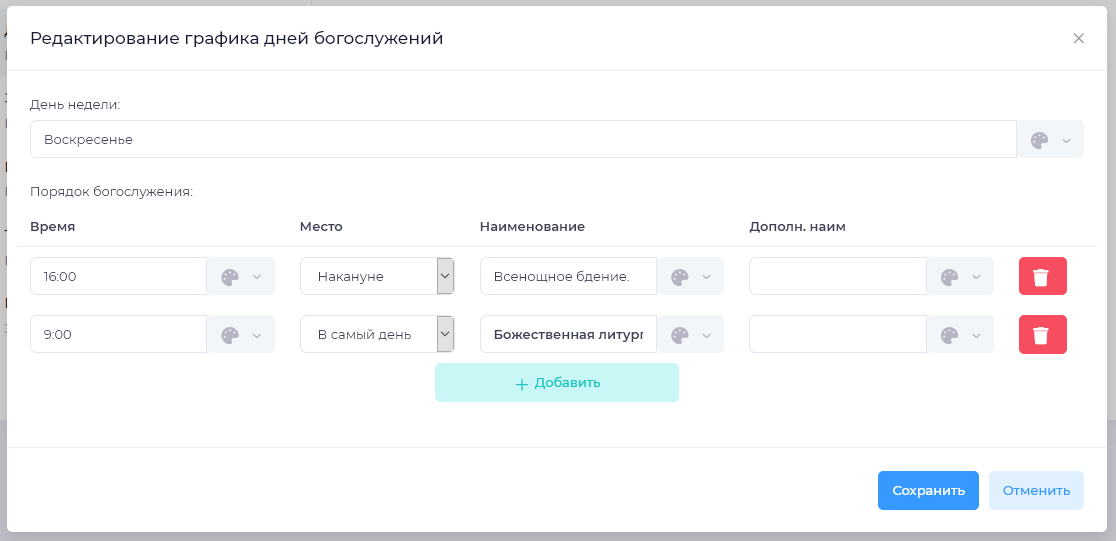 Редактирование графика дней богослужений
День недели:
Воскресенье
Порядок богослужения:
Время Место Наименование Дополн. наим
16:00 Накануне Всенощное бдение.
9:00 В самый день Божественная литург
Добавить
Сохранить Отменить